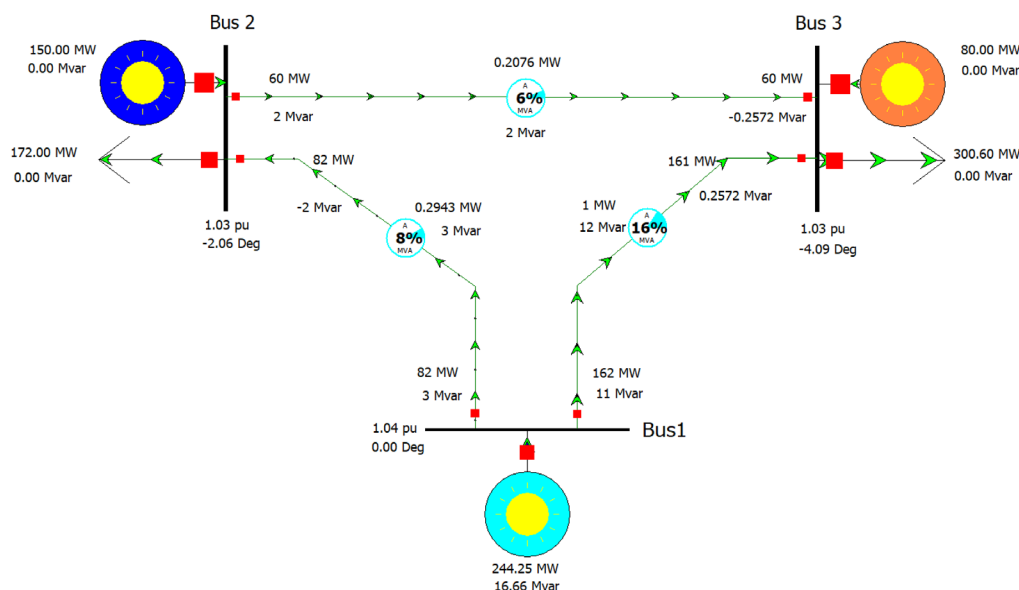 Bus 2
Bus 3
150.00 MW
0.00 Mvar
60 MW
2 Mvar
0.2076 MW
A
6%
MVA
2 Mvar
60 MW
-0.2572 Mvar
80.00 MW
0.00 Mvar
172.00 MW
0.00 Mvar
82 MW
-2 Mvar
161 MW
0.2572 Mvar
300.60 MW
0.00 Mvar
1.03 pu
-2.06 Deg
0.2943 MW
3 Mvar
A
8%
MVA
1 MW
12 Mvar
A
16%
MVA
1.03 pu
-4.09 Deg
82 MW
3 Mvar
162 MW
11 Mvar
1.04 pu
0.00 Deg
Bus1
244.25 MW
16.66 Mvar